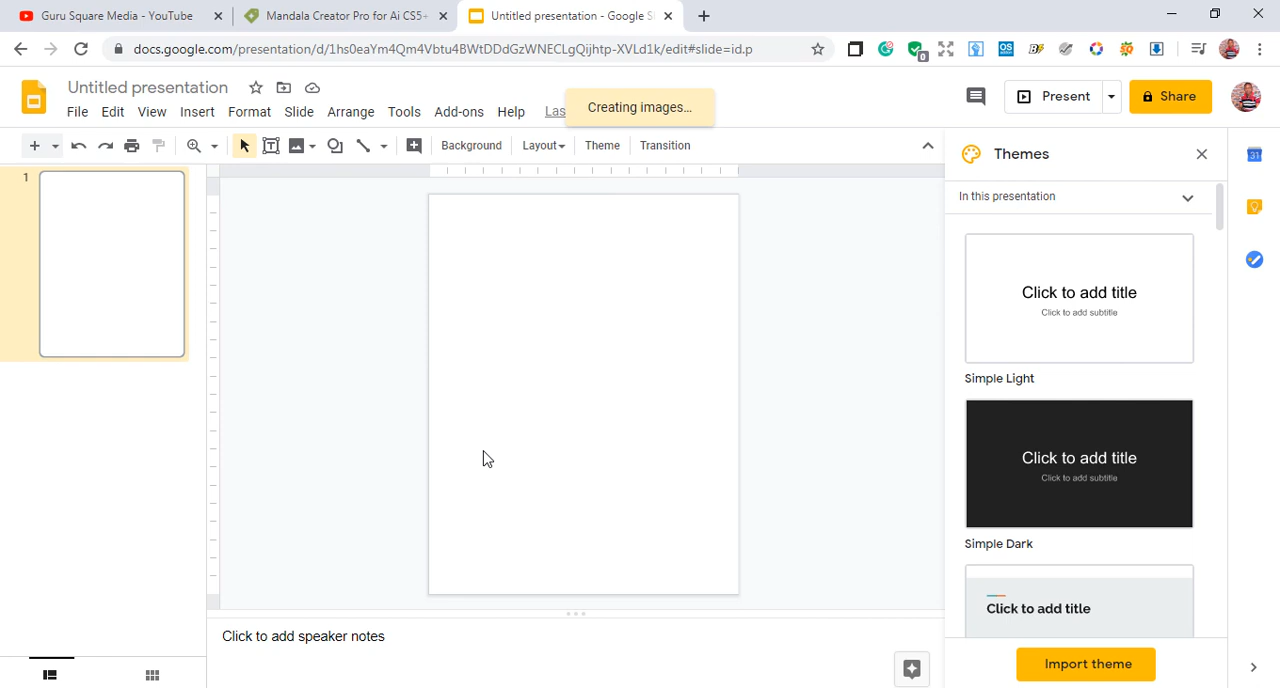 Guru Square Media - YouTube
Mandala Creator Pro for Ai CS5+
Untitled presentation - Google Sl
docs.google.com/presentation/d/1hs0eaYm4Qm4Vbtu4BWtDDdGzWNECLgQijhtp-XVLd1k/edit#slide=id.p
Untitled presentation
Creating images...
File Edit View Insert Format Slide Arrange Tools Add-ons Help Las
Present
Share
Background Layout Theme Transition
Themes
In this presentation
1
Click to add title
Click to add subtitle
Simple Light
Click to add title
Click to add subtitle
Simple Dark
Click to add title
Import theme
Click to add speaker notes